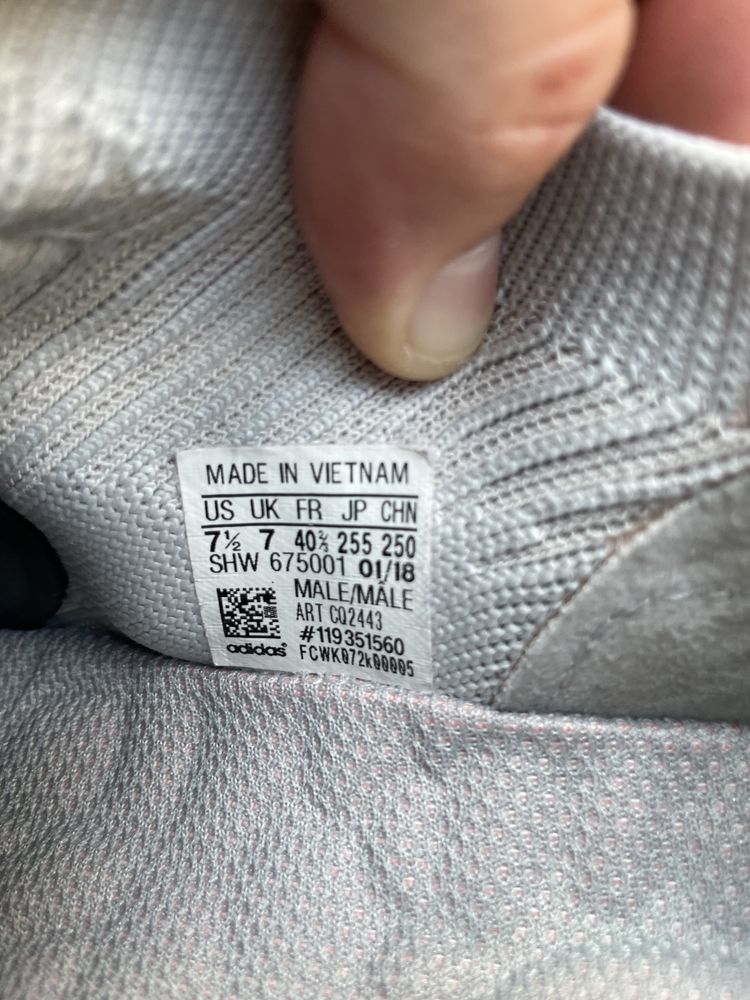 MADE IN VIETNAM
US UK FR JP CHN
7½ 7 40⅔ 255 250
SHW 675001 01/18
MALE/MÂLE
ART CQ2443
#119351560
adidas® FCWK072k00005